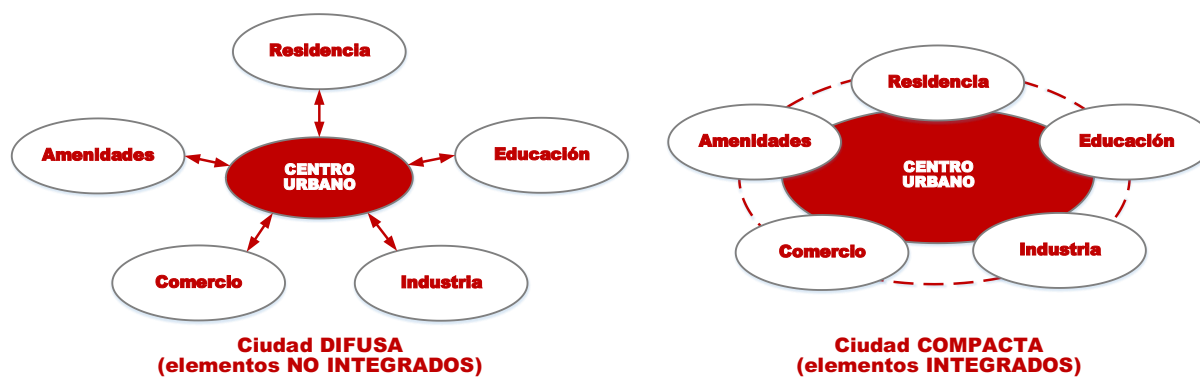 Residencia
Amenidades
CENTRO
URBANO
Educación
Comercio
Industria
Ciudad DIFUSA
(elementos NO INTEGRADOS)
Residencia
Amenidades
CENTRO
URBANO
Educación
Comercio
Industria
Ciudad COMPACTA
(elementos INTEGRADOS)